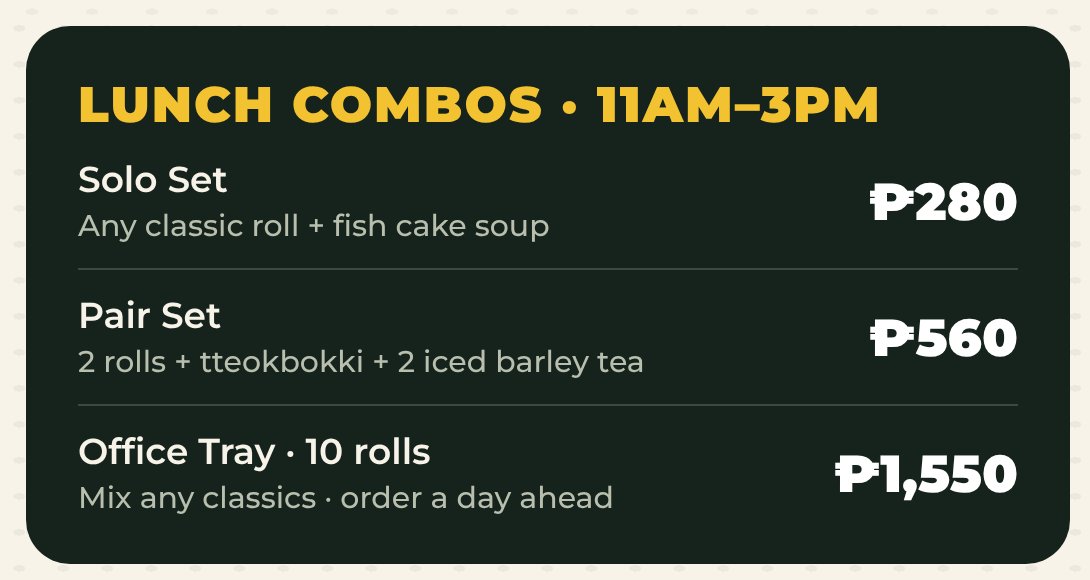 LUNCH COMBOS · 11AM–3PM
Solo Set
Any classic roll + fish cake soup
₱280
Pair Set
2 rolls + tteokbokki + 2 iced barley tea
₱560
Office Tray · 10 rolls
Mix any classics · order a day ahead
₱1,550